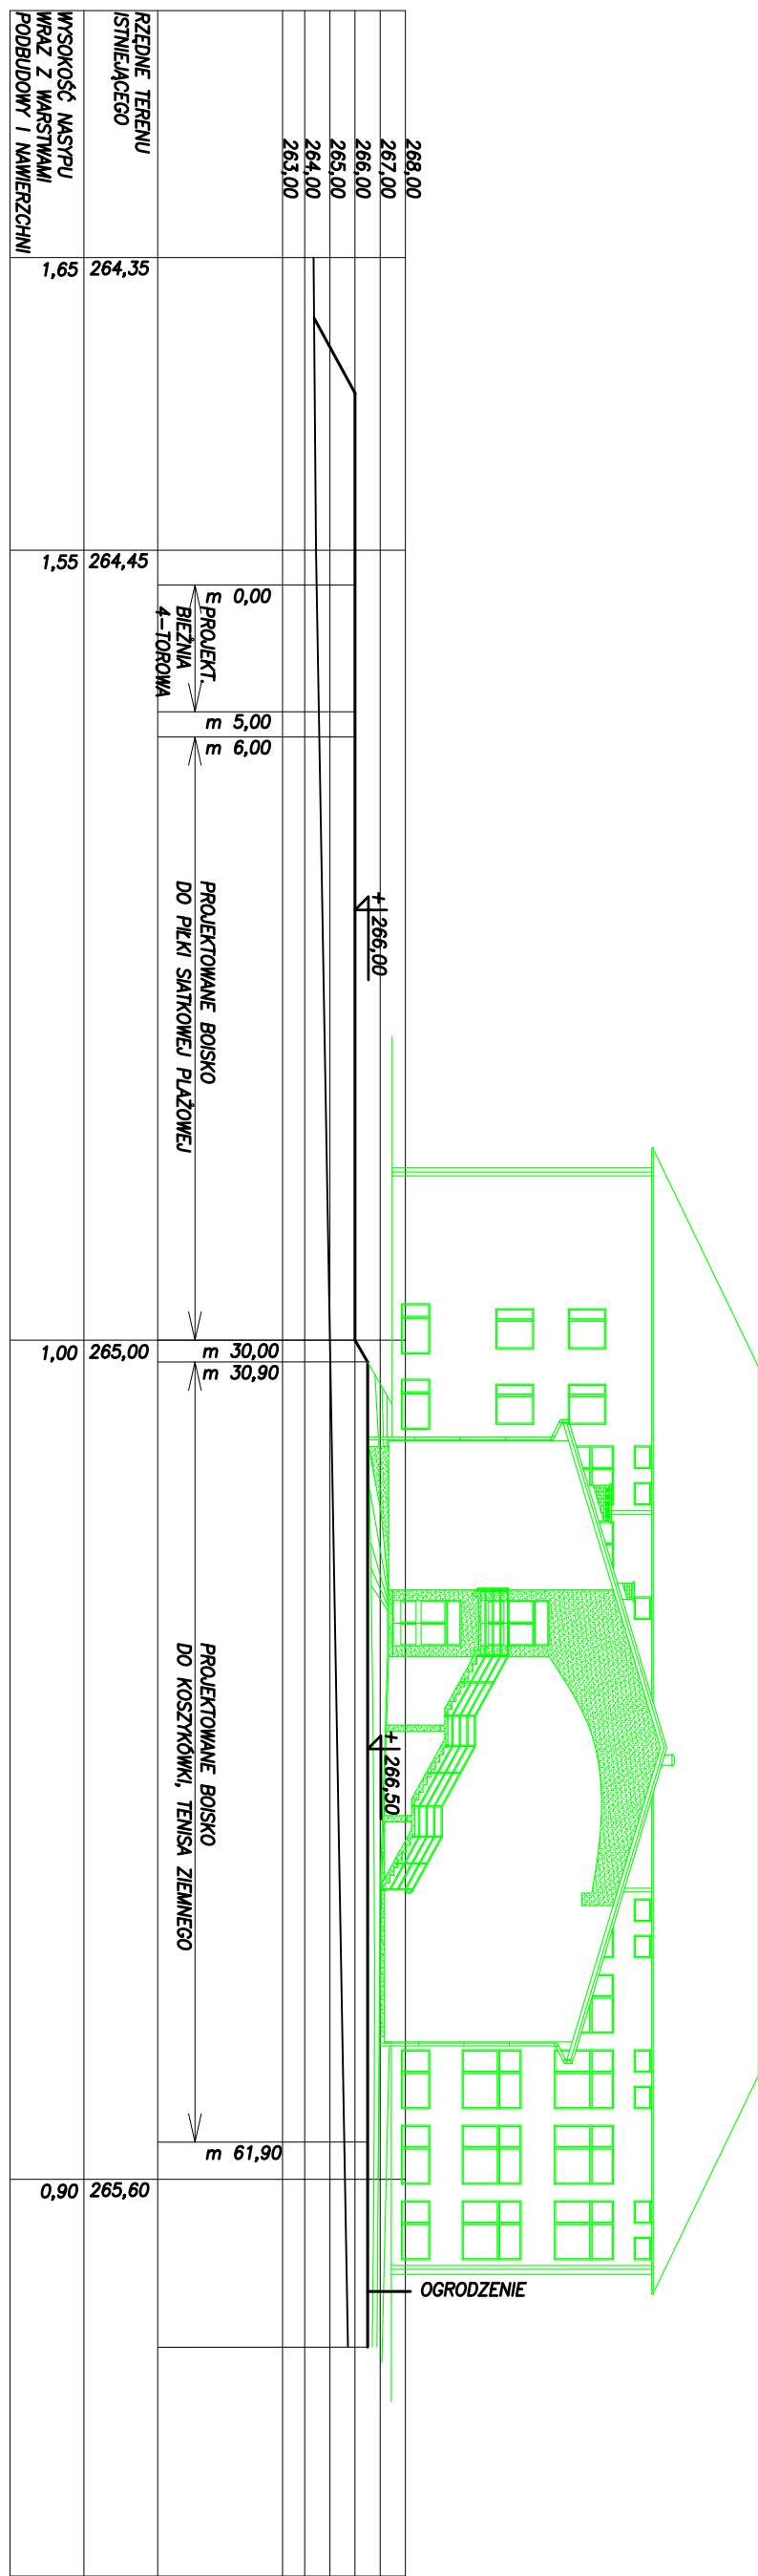 268,00
267,00
266,00
265,00
264,00
263,00
+ 266,00
+ 266,50
OGRODZENIE
m 0,00
m 5,00
m 6,00
m 30,00
m 30,90
m 61,90
PROJEKT.
BIEŻNIA
4-TOROWA
PROJEKTOWANE BOISKO
DO PIŁKI SIATKOWEJ PLAŻOWEJ
PROJEKTOWANE BOISKO
DO KOSZYKÓWKI, TENISA ZIEMNEGO
RZĘDNE TERENU
ISTNIEJĄCEGO
264,35
264,45
265,00
265,60
WYSOKOŚĆ NASYPU
WRAZ Z WARSTWAMI
PODBUDOWY I NAWIERZCHNI
1,65
1,55
1,00
0,90